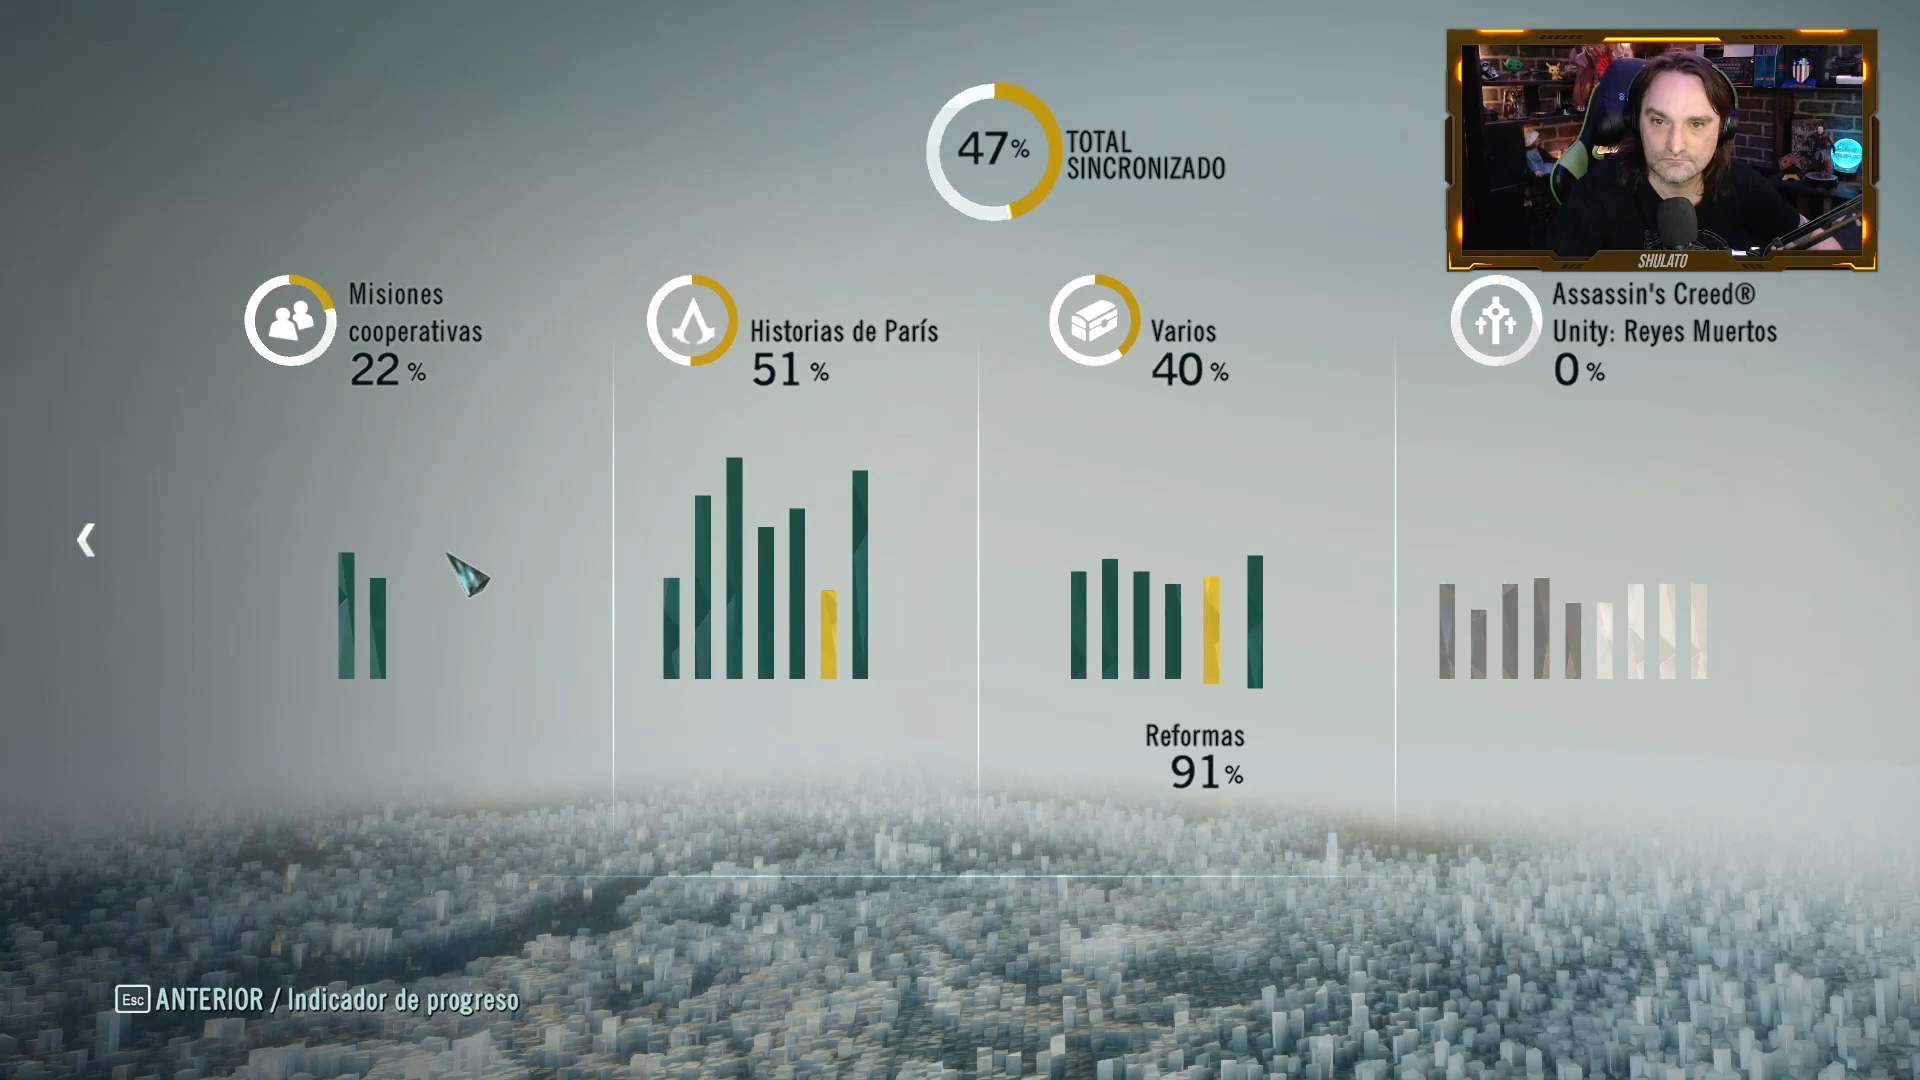 47%
TOTAL
SINCRONIZADO
SHULATO
Misiones
cooperativas
22 %
Historias de París
51 %
Varios
40 %
Assassin's Creed®
Unity: Reyes Muertos
0 %
Reformas
91%
Esc ANTERIOR / Indicador de progreso